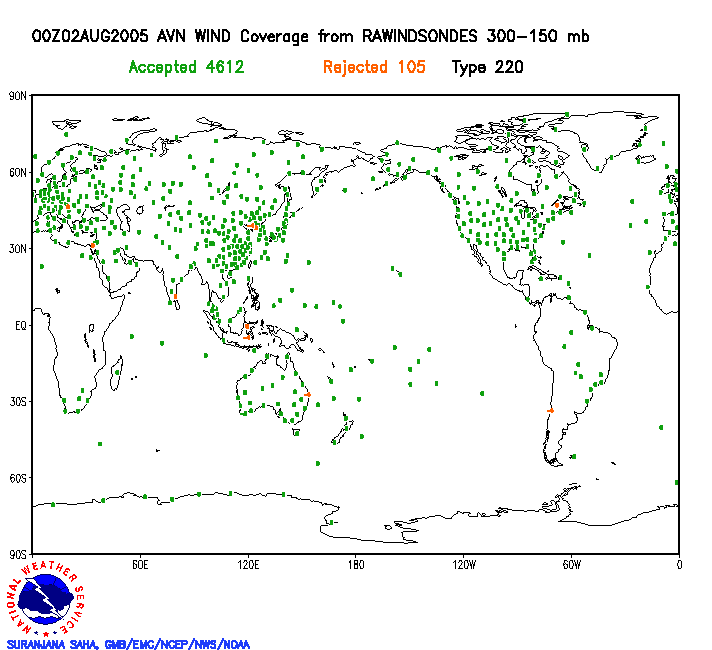 00Z02AUG2005 AVN WIND Coverage from RAWINDSONDES 300-150 mb
Accepted 4612 Rejected 105 Type 220
90N
60N
30N
EQ
30S
60S
90S
60E 120E 180 120W 60W 0
NATIONAL WEATHER SERVICE
SURANJANA SAHA, GMB/EMC/NCEP/NWS/NOAA